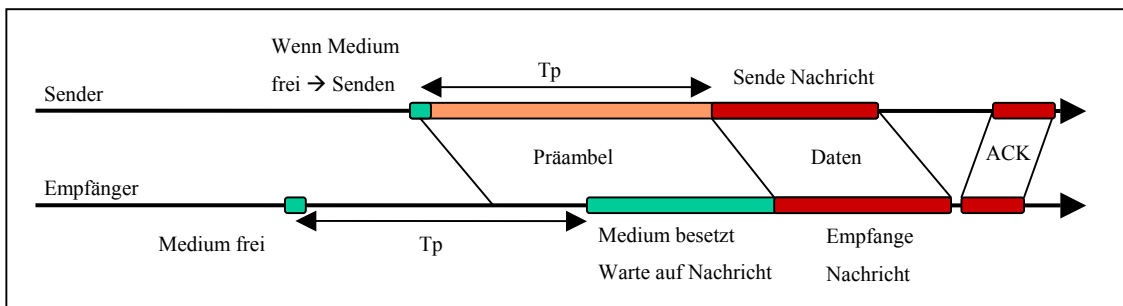 Wenn Medium
frei → Senden
Tp
Sende Nachricht
Sender
Präambel
Daten
ACK
Empfänger
Medium frei
Tp
Medium besetzt
Warte auf Nachricht
Empfange
Nachricht